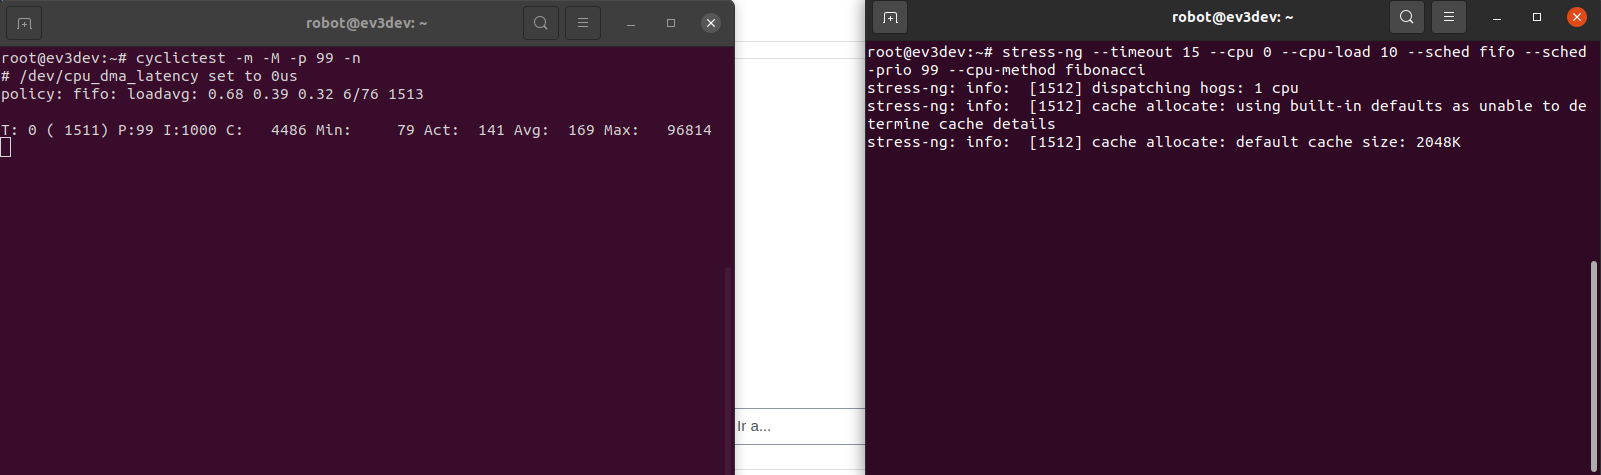 robot@ev3dev: ~
root@ev3dev:~# cyclictest -m -M -p 99 -n
# /dev/cpu_dma_latency set to 0us
policy: fifo: loadavg: 0.68 0.39 0.32 6/76 1513
T: 0 ( 1511) P:99 I:1000 C:   4486 Min:     79 Act:  141 Avg:  169 Max:   96814
Ir a...
robot@ev3dev: ~
root@ev3dev:~# stress-ng --timeout 15 --cpu 0 --cpu-load 10 --sched fifo --sched
-prio 99 --cpu-method fibonacci
stress-ng: info:  [1512] dispatching hogs: 1 cpu
stress-ng: info:  [1512] cache allocate: using built-in defaults as unable to de
termine cache details
stress-ng: info:  [1512] cache allocate: default cache size: 2048K